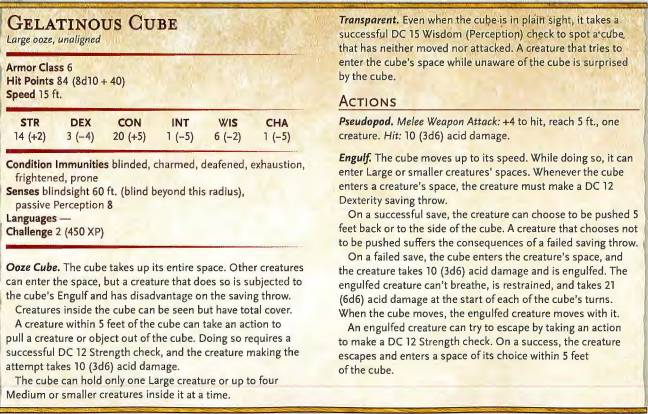 GELATINOUS CUBE
Large ooze, unaligned
Armor Class 6
Hit Points 84 (8d10 + 40)
Speed 15 ft.
STR DEX CON INT WIS CHA
14 (+2) 3 (−4) 20 (+5) 1 (−5) 6 (−2) 1 (−5)
Condition Immunities blinded, charmed, deafened, exhaustion,
frightened, prone
Senses blindsight 60 ft. (blind beyond this radius),
passive Perception 8
Languages —
Challenge 2 (450 XP)
Ooze Cube. The cube takes up its entire space. Other creatures
can enter the space, but a creature that does so is subjected to
the cube's Engulf and has disadvantage on the saving throw.
Creatures inside the cube can be seen but have total cover.
A creature within 5 feet of the cube can take an action to
pull a creature or object out of the cube. Doing so requires a
successful DC 12 Strength check, and the creature making the
attempt takes 10 (3d6) acid damage.
The cube can hold only one Large creature or up to four
Medium or smaller creatures inside it at a time.
Transparent. Even when the cube is in plain sight, it takes a
successful DC 15 Wisdom (Perception) check to spot a cube
that has neither moved nor attacked. A creature that tries to
enter the cube's space while unaware of the cube is surprised
by the cube.
ACTIONS
Pseudopod. Melee Weapon Attack: +4 to hit, reach 5 ft., one
creature. Hit: 10 (3d6) acid damage.
Engulf. The cube moves up to its speed. While doing so, it can
enter Large or smaller creatures' spaces. Whenever the cube
enters a creature's space, the creature must make a DC 12
Dexterity saving throw.
On a successful save, the creature can choose to be pushed 5
feet back or to the side of the cube. A creature that chooses not
to be pushed suffers the consequences of a failed saving throw.
On a failed save, the cube enters the creature's space, and
the creature takes 10 (3d6) acid damage and is engulfed. The
engulfed creature can't breathe, is restrained, and takes 21
(6d6) acid damage at the start of each of the cube's turns.
When the cube moves, the engulfed creature moves with it.
An engulfed creature can try to escape by taking an action
to make a DC 12 Strength check. On a success, the creature
escapes and enters a space of its choice within 5 feet
of the cube.